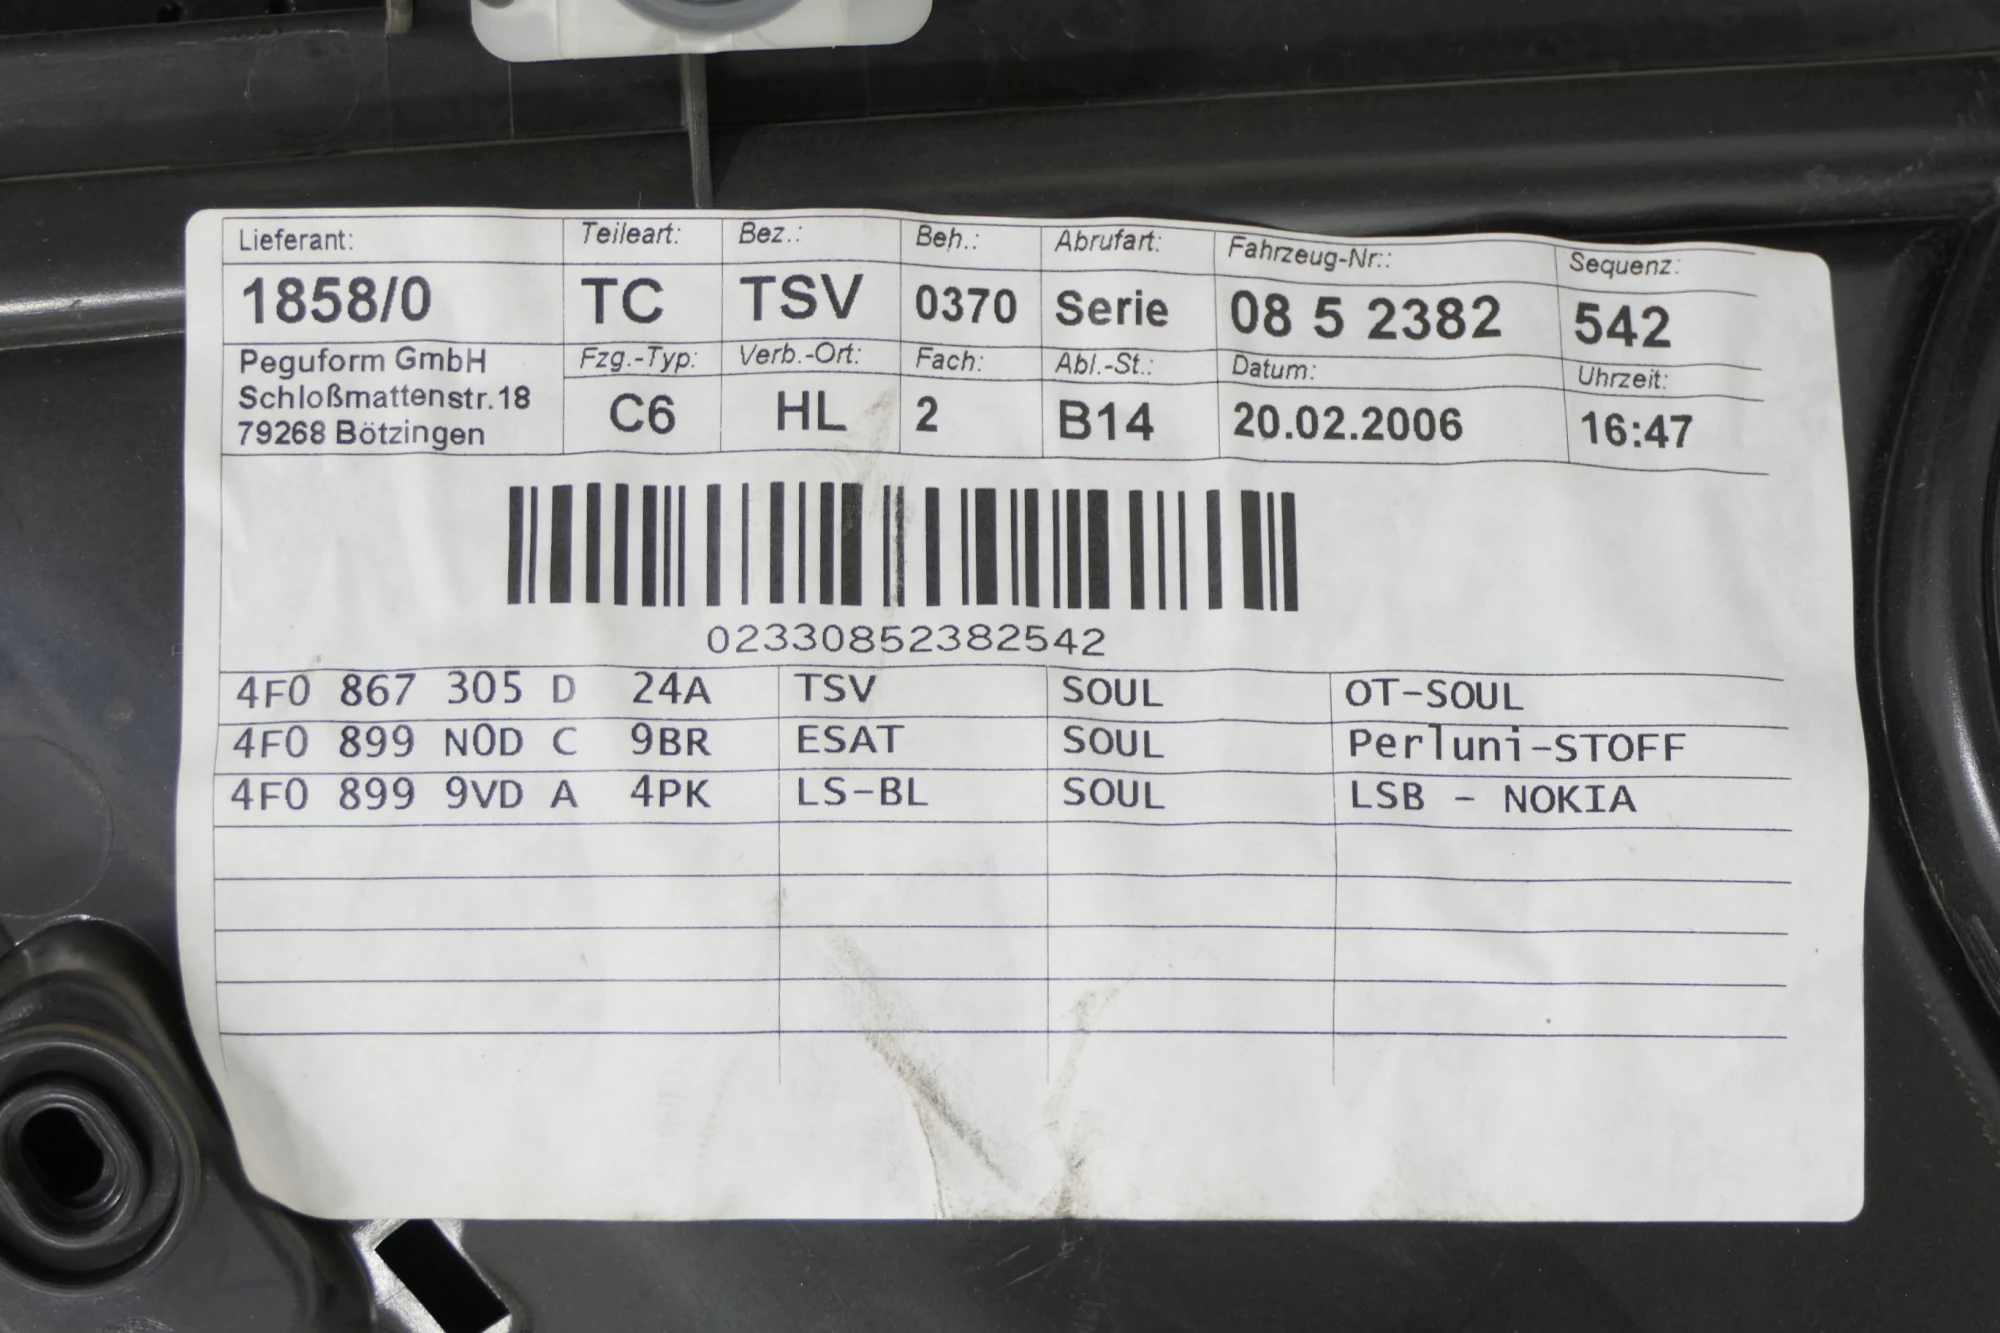 Lieferant: Teileart: Bez.: Beh.: Abrufart: Fahrzeug-Nr:: Sequenz:
1858/0 TC TSV 0370 Serie 08 5 2382 542
Peguform GmbH Fzg.-Typ: Verb.-Ort: Fach: Abl.-St.: Datum: Uhrzeit:
Schloßmattenstr.18
79268 Bötzingen C6 HL 2 B14 20.02.2006 16:47
02330852382542
4F0 867 305 D 24A TSV SOUL OT-SOUL
4F0 899 N0D C 9BR ESAT SOUL Perluni-STOFF
4F0 899 9VD A 4PK LS-BL SOUL LSB - NOKIA